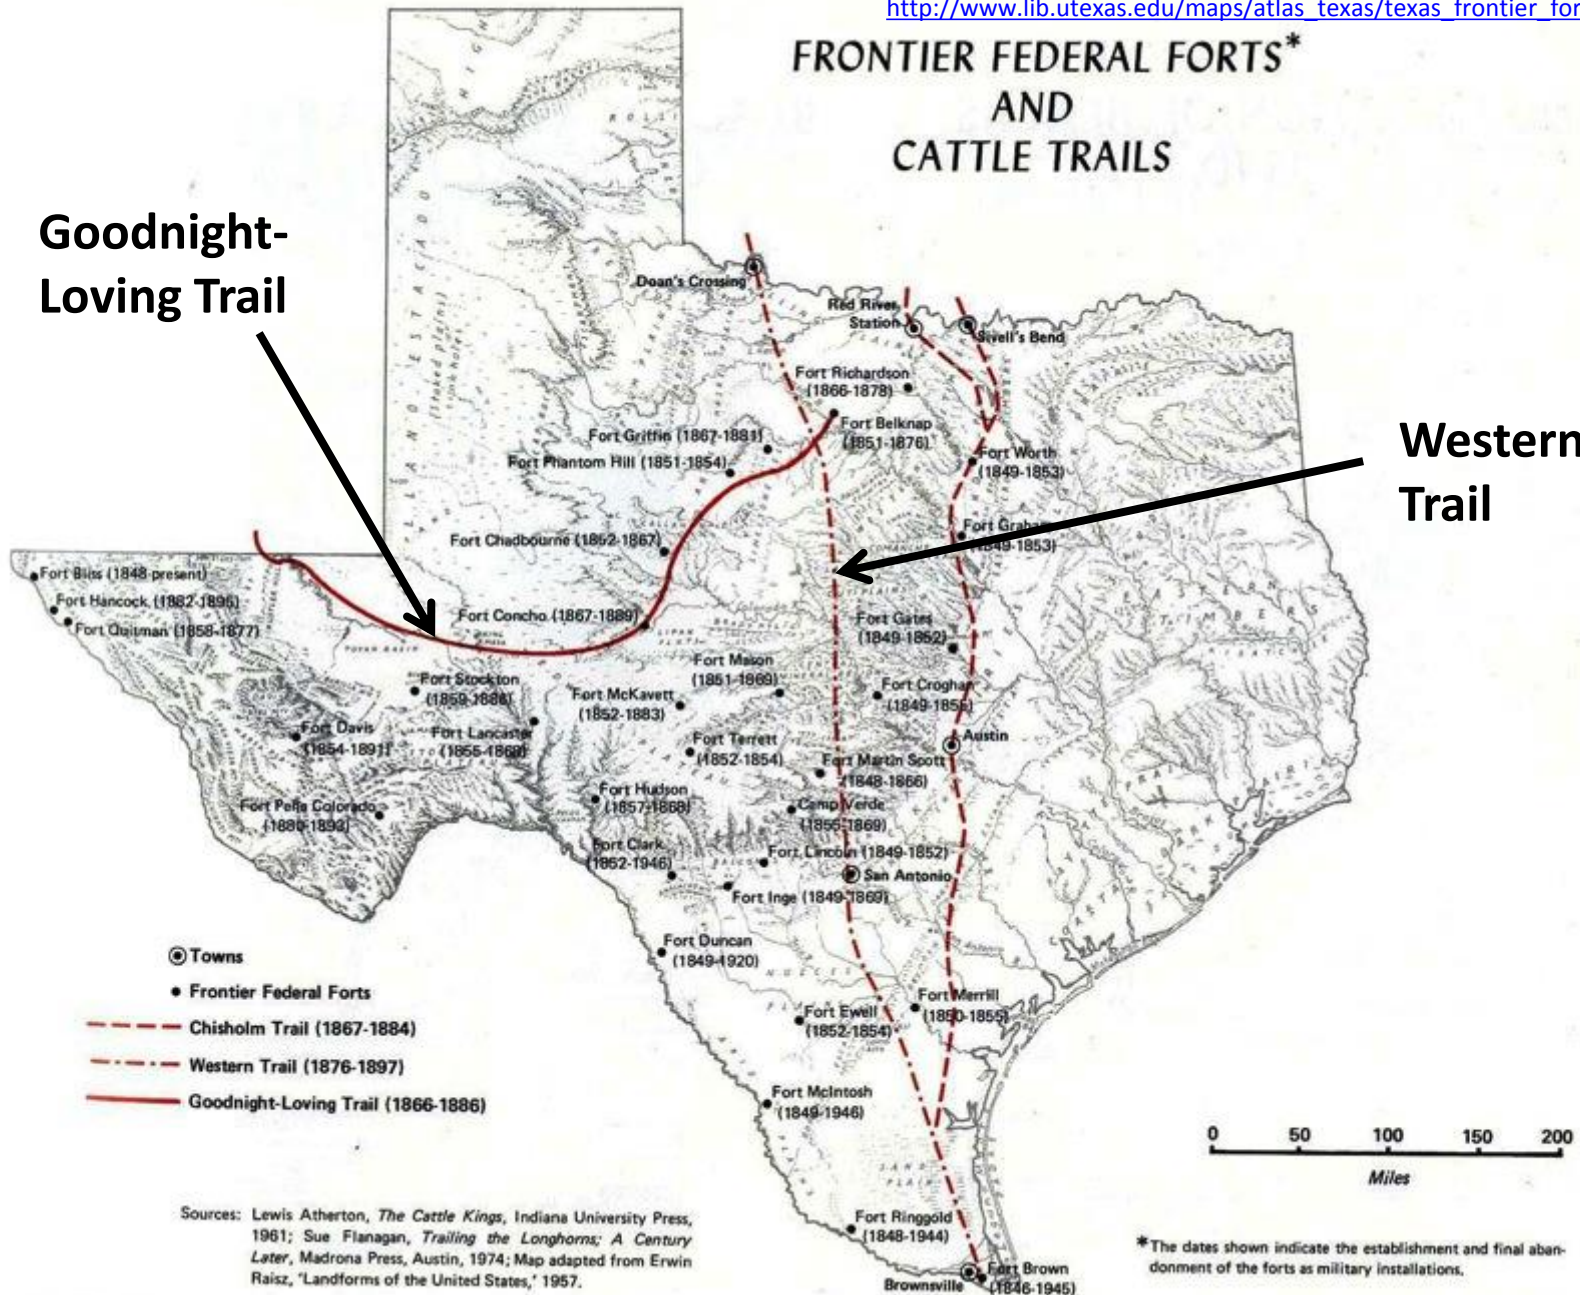 http://www.lib.utexas.edu/maps/atlas_texas/texas_frontier_for
FRONTIER FEDERAL FORTS*
AND
CATTLE TRAILS
Goodnight-
Loving Trail
Western
Trail
Doan's Crossing
Red River
Station
Sivell's Bend
Fort Richardson
(1866-1878)
Fort Belknap
(1851-1876)
Fort Griffin (1867-1881)
Fort Phantom Hill (1851-1854)
Fort Worth
(1849-1853)
Fort Graham
(1849-1853)
Fort Chadbourne (1852-1867)
Fort Bliss (1848-present)
Fort Hancock (1882-1895)
Fort Quitman (1858-1877)
Fort Concho (1867-1889)
Fort Gates
(1849-1852)
Fort Mason
(1851-1869)
Fort Stockton
(1859-1886)
Fort McKavett
(1852-1883)
Fort Croghan
(1849-1855)
Fort Davis
(1854-1891)
Fort Lancaster
(1855-1868)
Fort Terrett
(1852-1854)
Austin
Fort Martin Scott
(1848-1866)
Fort Hudson
(1857-1868)
Camp Verde
(1855-1869)
Fort Peña Colorado
(1880-1893)
Fort Clark
(1852-1946)
Fort Lincoln (1849-1852)
San Antonio
Fort Inge (1849-1869)
Fort Duncan
(1849-1920)
Fort Merrill
(1850-1855)
Fort Ewell
(1852-1854)
Fort McIntosh
(1849-1946)
Fort Ringgold
(1848-1944)
Brownsville
Fort Brown
(1846-1945)
Towns
Frontier Federal Forts
Chisholm Trail (1867-1884)
Western Trail (1876-1897)
Goodnight-Loving Trail (1866-1886)
0 50 100 150 200
Miles
Sources: Lewis Atherton, The Cattle Kings, Indiana University Press,
1961; Sue Flanagan, Trailing the Longhorns; A Century
Later, Madrona Press, Austin, 1974; Map adapted from Erwin
Raisz, "Landforms of the United States," 1957.
*The dates shown indicate the establishment and final aban-
donment of the forts as military installations.